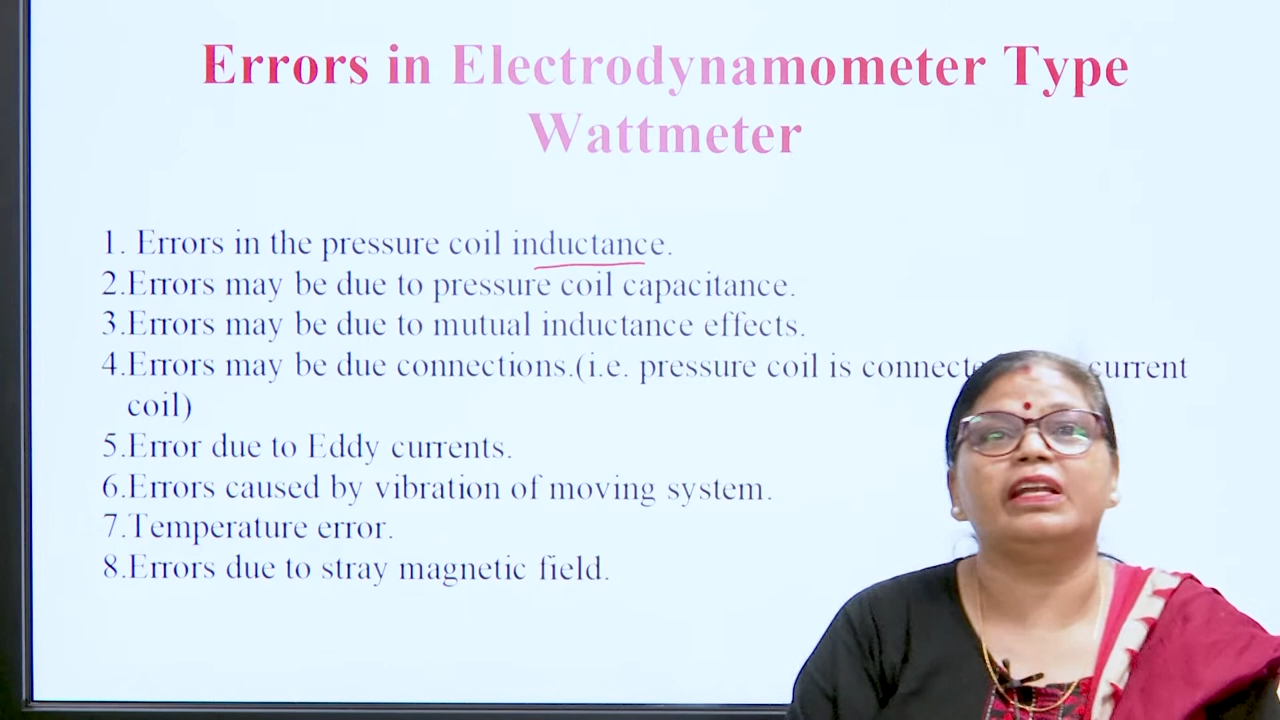 Errors in Electrodynamometer Type
Wattmeter
1. Errors in the pressure coil inductance.
2.Errors may be due to pressure coil capacitance.
3.Errors may be due to mutual inductance effects.
4.Errors may be due connections.(i.e. pressure coil is current
coil)
5.Error due to Eddy currents.
6.Errors caused by vibration of moving system.
7.Temperature error.
8.Errors due to stray magnetic field.